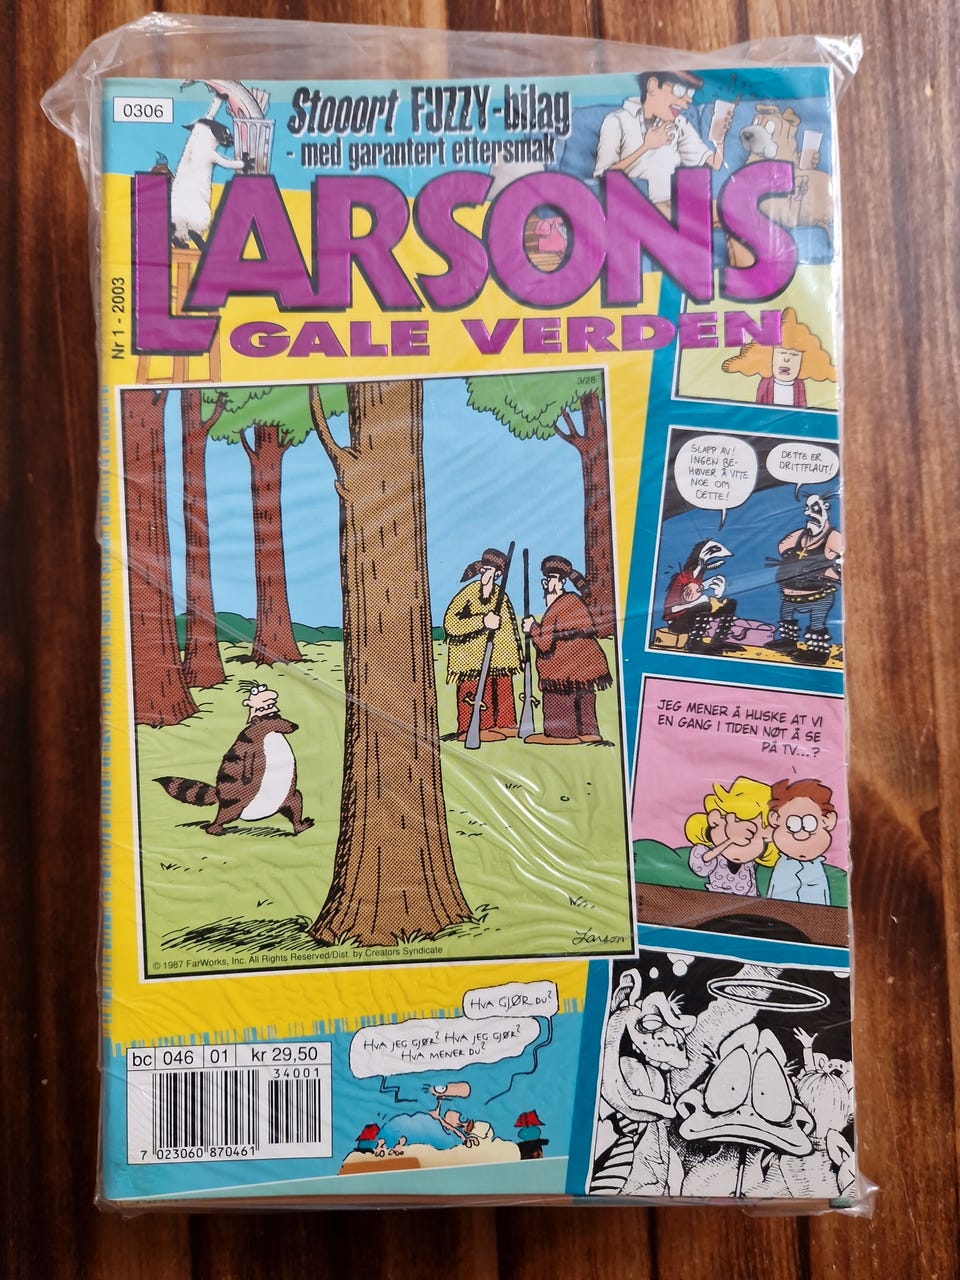 0306
Stooort FUZZY-bilag
- med garantert ettersmak
LARSONS
GALE VERDEN
Nr 1 - 2003
3/28
SLAPP AV!
INGEN BE-
HØVER Å VITE
NOE OM
DETTE!
DETTE ER
DRITTFLAUT!
JEG MENER Å HUSKE AT VI
EN GANG I TIDEN NØT Å SE
PÅ TV...?
Larson
© 1987 FarWorks, Inc. All Rights Reserved/Dist. by Creators Syndicate
HVA GJØR DU?
HVA JEG GJØR? HVA JEG GJØR?
HVA MENER DU?
bc 046 01 kr 29,50
34001
7 023060 870461